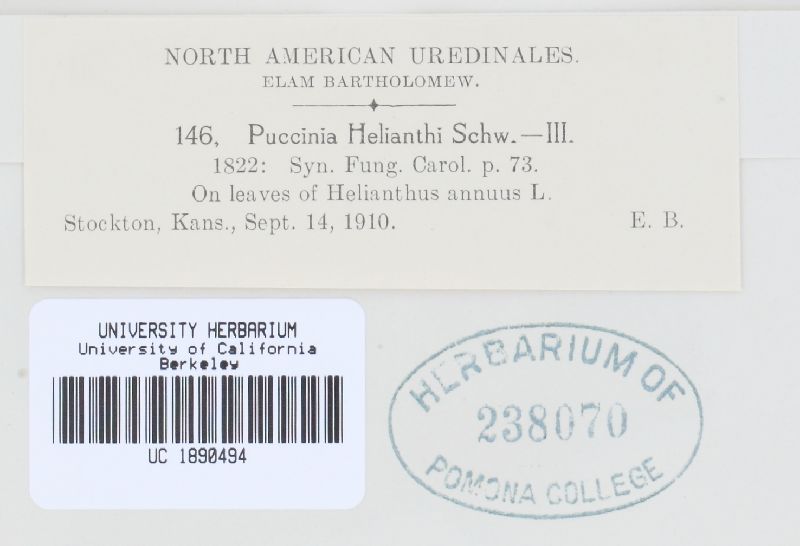 NORTH AMERICAN UREDINALES.
ELAM BARTHOLOMEW.
146, Puccinia Helianthi Schw.—III.
1822: Syn. Fung. Carol. p. 73.
On leaves of Helianthus annuus L.
Stockton, Kans., Sept. 14, 1910. E. B.
UNIVERSITY HERBARIUM
University of California
Berkeley
UC 1890494
HERBARIUM OF
238070
POMONA COLLEGE